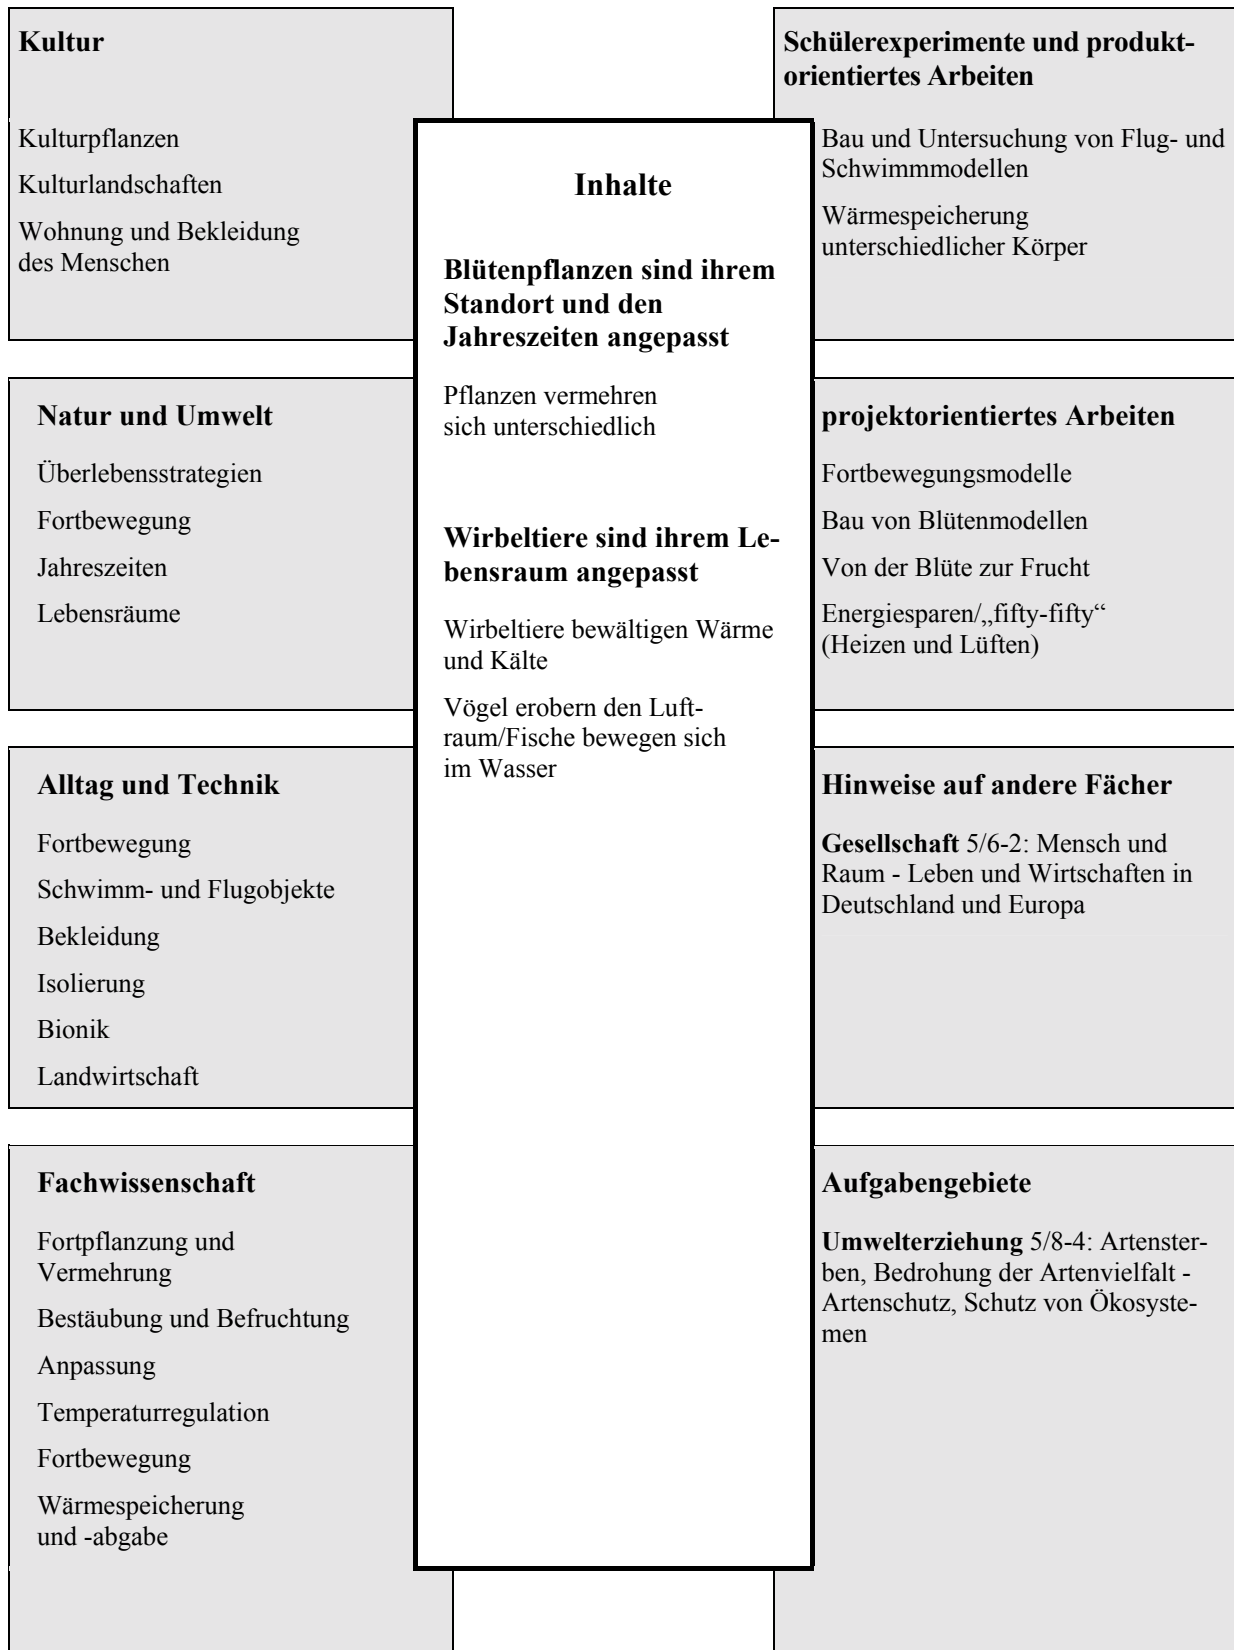 Kultur
Kulturpflanzen
Kulturlandschaften
Wohnung und Bekleidung
des Menschen
Natur und Umwelt
Überlebensstrategien
Fortbewegung
Jahreszeiten
Lebensräume
Alltag und Technik
Fortbewegung
Schwimm- und Flugobjekte
Bekleidung
Isolierung
Bionik
Landwirtschaft
Fachwissenschaft
Fortpflanzung und
Vermehrung
Bestäubung und Befruchtung
Anpassung
Temperaturregulation
Fortbewegung
Wärmespeicherung
und -abgabe
Inhalte
Blütenpflanzen sind ihrem
Standort und den
Jahreszeiten angepasst
Pflanzen vermehren
sich unterschiedlich
Wirbeltiere sind ihrem Le-
bensraum angepasst
Wirbeltiere bewältigen Wärme
und Kälte
Vögel erobern den Luft-
raum/Fische bewegen sich
im Wasser
Schülerexperimente und produkt-
orientiertes Arbeiten
Bau und Untersuchung von Flug- und
Schwimmmodellen
Wärmespeicherung
unterschiedlicher Körper
projektorientiertes Arbeiten
Fortbewegungsmodelle
Bau von Blütenmodellen
Von der Blüte zur Frucht
Energiesparen/„fifty-fifty“
(Heizen und Lüften)
Hinweise auf andere Fächer
Gesellschaft 5/6-2: Mensch und
Raum - Leben und Wirtschaften in
Deutschland und Europa
Aufgabengebiete
Umwelterziehung 5/8-4: Artenster-
ben, Bedrohung der Artenvielfalt -
Artenschutz, Schutz von Ökosyste-
men